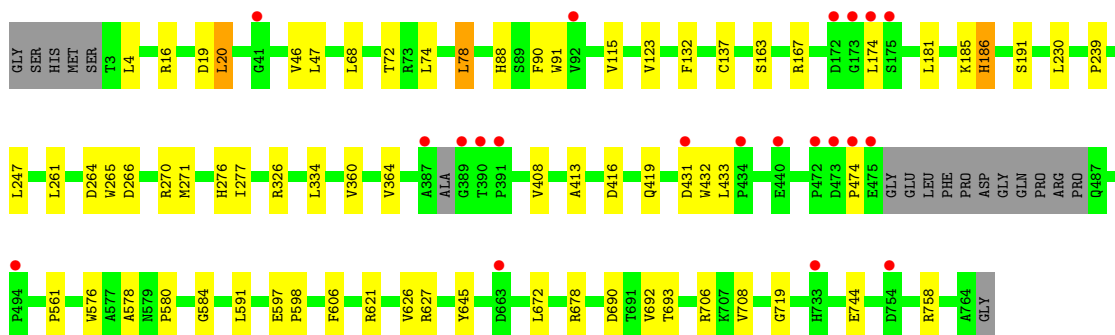 GLY SER HIS MET SER T3 L4 R16 D19 L20 G41 V46 L47 L68 T72 R73 L74 L78 H88 S89 F90 W91 V92 V115 V123 F132 C137 S163 R167 D172 G173 L174 S175 L181 K185 H186 S191 L230 P239
L247 L261 D264 W265 D266 R270 M271 H276 I277 R326 L334 V360 V364 A387 ALA G389 T390 P391 V408 A413 D416 Q419 D431 W432 L433 P434 E440 A472 D473 P474 E475 GLY GLU LEU PHE PRO ASP GLY GLN PRO ARG PRO Q487
P494 P561 W576 A577 A578 N579 P580 G584 L591 E597 P598 F606 R621 V626 R627 Y645 D663 L672 R678 D690 T691 V692 T693 R706 K707 V708 G719 H733 E744 D754 R758 A764 GLY